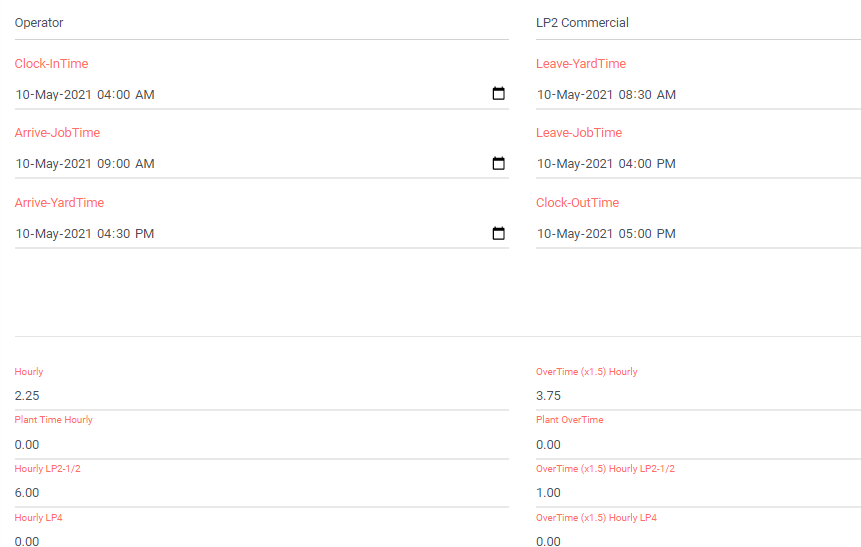 Operator
LP2 Commercial
Clock-InTime
Leave-YardTime
10-May-2021 04:00 AM
10-May-2021 08:30 AM
Arrive-JobTime
Leave-JobTime
10-May-2021 09:00 AM
10-May-2021 04:00 PM
Arrive-YardTime
Clock-OutTime
10-May-2021 04:30 PM
10-May-2021 05:00 PM
Hourly
OverTime (x1.5) Hourly
2.25
3.75
Plant Time Hourly
Plant OverTime
0.00
0.00
Hourly LP2-1/2
OverTime (x1.5) Hourly LP2-1/2
6.00
1.00
Hourly LP4
OverTime (x1.5) Hourly LP4
0.00
0.00